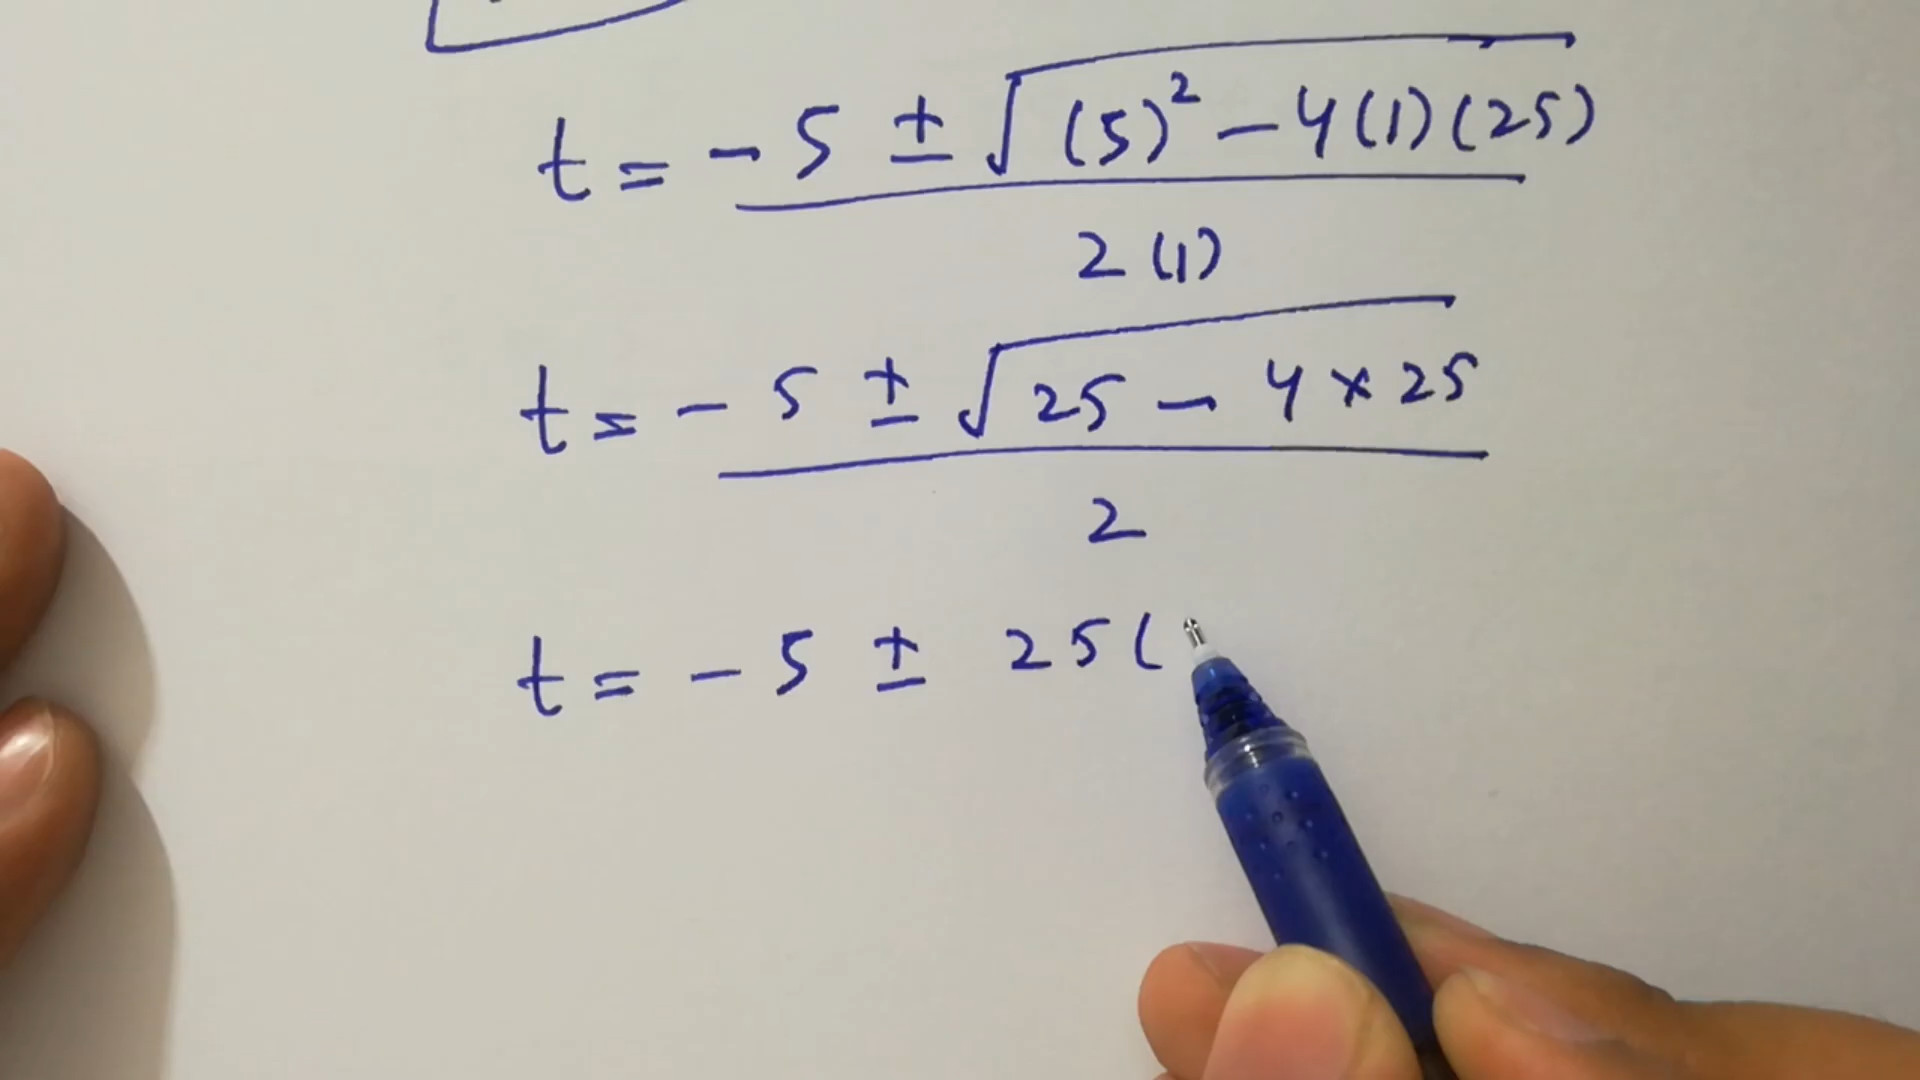 t = - 5 ± √(5)² - 4(1)(25)
2(1)
t = - 5 ± √25 - 4 × 25
2
t = - 5 ± 25(